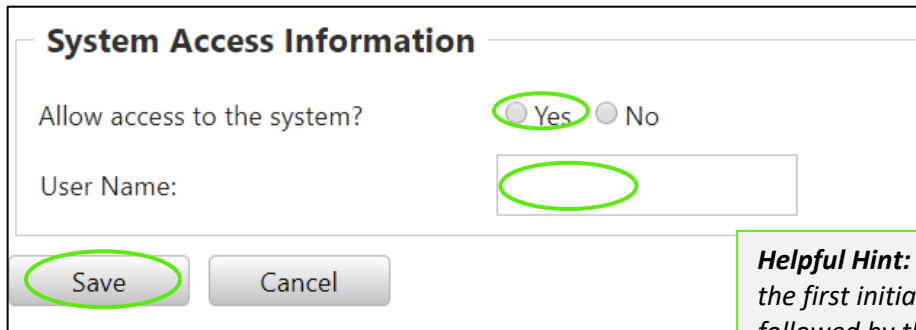 System Access Information
Allow access to the system?
Yes No
User Name:
Save Cancel
Helpful Hint:
the first initia
followed by th